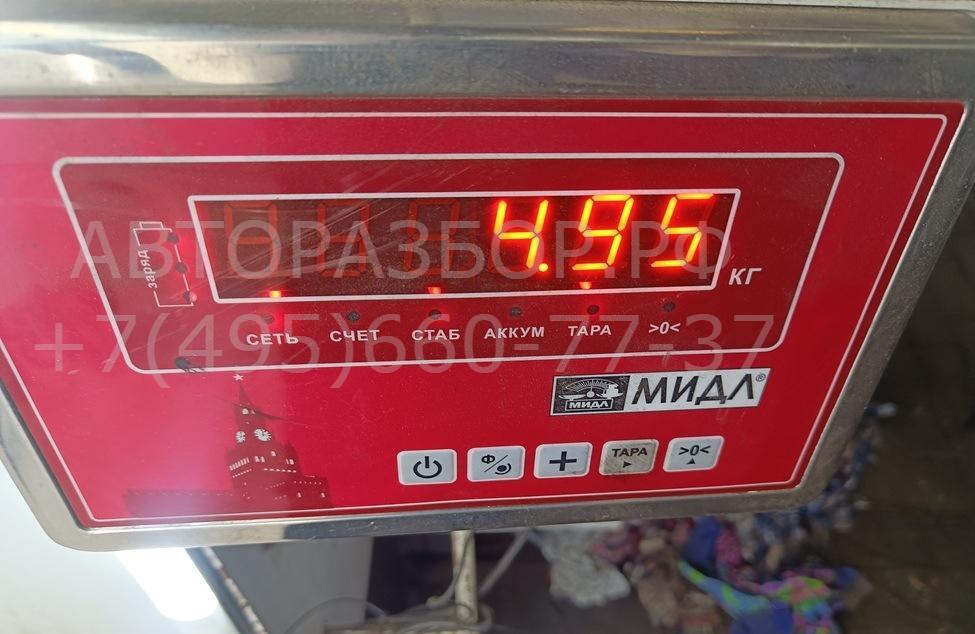 4.95
АВТОРАЗБОР.РФ
заряд
КГ
+7(495)660-77-37
СЕТЬ СЧЕТ СТАБ АККУМ ТАРА >0<
МИДЛ МИДЛ®
Ф + ТАРА >0<